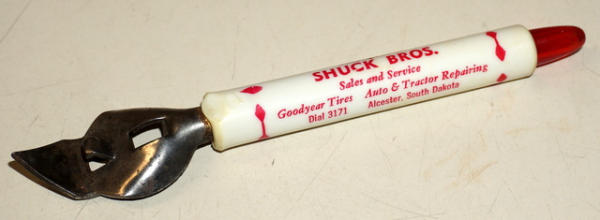 SHUCK BROS.
Sales and Service
Goodyear Tires Auto & Tractor Repairing
Dial 3171 Alcester, South Dakota